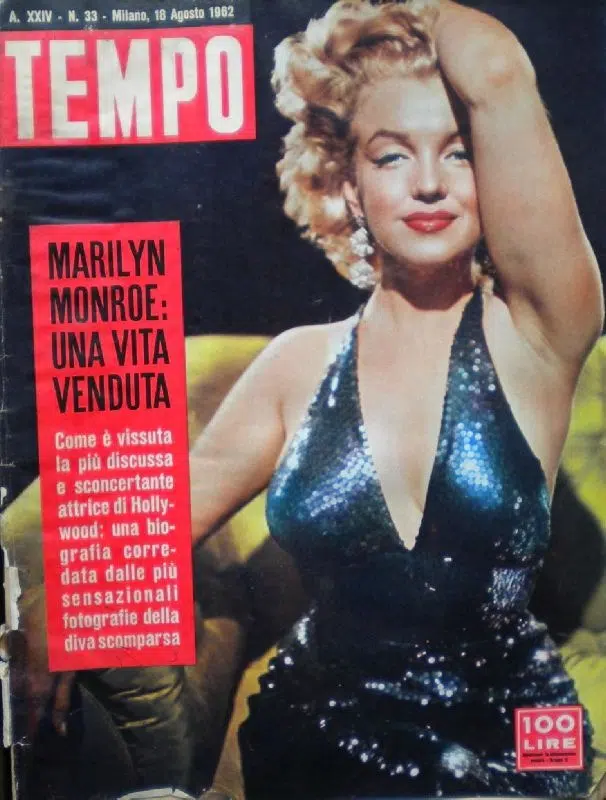 A. XXIV - N. 33 - Milano, 18 Agosto 1962
TEMPO
MARILYN
MONROE:
UNA VITA
VENDUTA
Come è vissuta
la più discussa
e sconcertante
attrice di Holly-
wood: una bio-
grafia corre-
data dalle più
sensazionali
fotografie della
diva scomparsa
100
LIRE